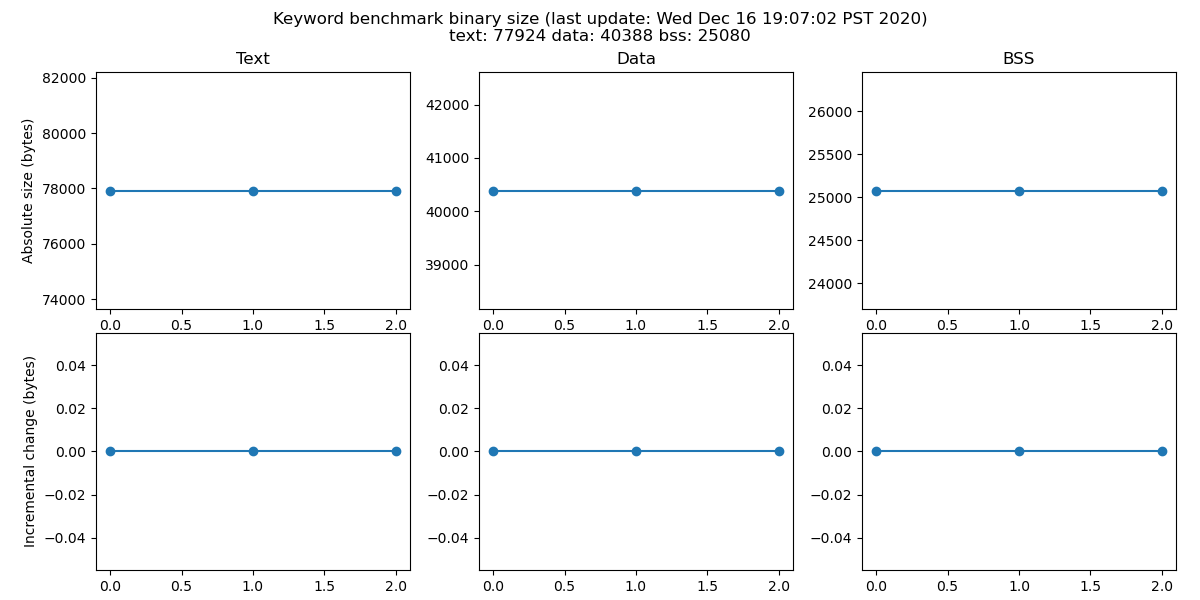 Keyword benchmark binary size (last update: Wed Dec 16 19:07:02 PST 2020)
text: 77924 data: 40388 bss: 25080
Text
Data
BSS
Absolute size (bytes)
82000
80000
78000
76000
74000
0.0 0.5 1.0 1.5 2.0
42000
41000
40000
39000
0.0 0.5 1.0 1.5 2.0
26000
25500
25000
24500
24000
0.0 0.5 1.0 1.5 2.0
Incremental change (bytes)
0.04
0.02
0.00
−0.02
−0.04
0.0 0.5 1.0 1.5 2.0
0.04
0.02
0.00
−0.02
−0.04
0.0 0.5 1.0 1.5 2.0
0.04
0.02
0.00
−0.02
−0.04
0.0 0.5 1.0 1.5 2.0